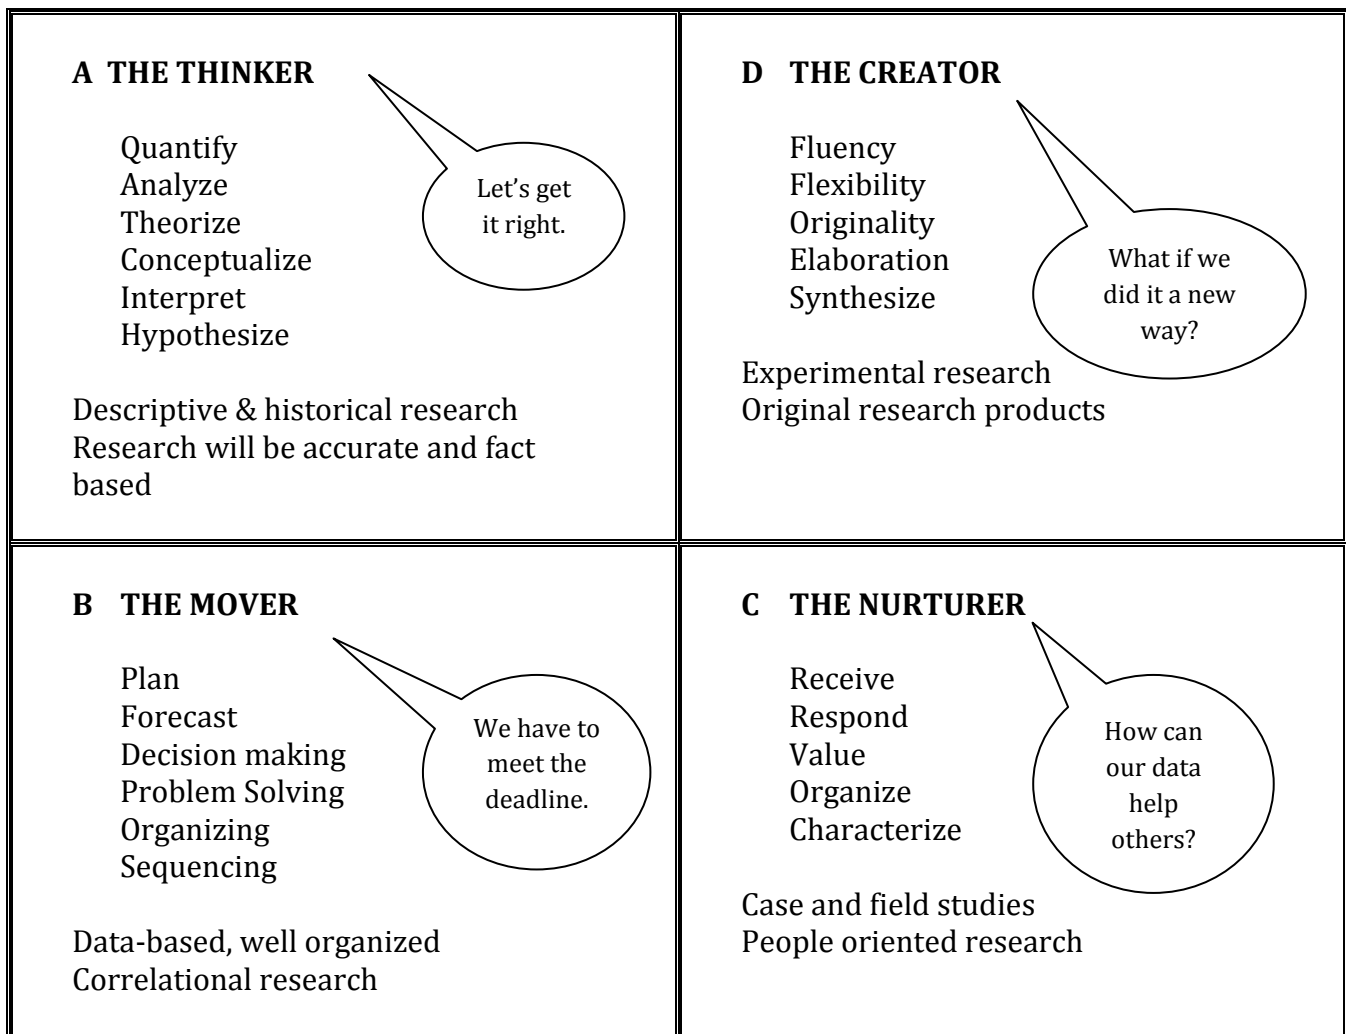 A THE THINKER
Quantify
Analyze
Theorize
Conceptualize
Interpret
Hypothesize
Let’s get
it right.
Descriptive & historical research
Research will be accurate and fact
based
D THE CREATOR
Fluency
Flexibility
Originality
Elaboration
Synthesize
What if we
did it a new
way?
Experimental research
Original research products
B THE MOVER
Plan
Forecast
Decision making
Problem Solving
Organizing
Sequencing
We have to
meet the
deadline.
Data-based, well organized
Correlational research
C THE NURTURER
Receive
Respond
Value
Organize
Characterize
How can
our data
help
others?
Case and field studies
People oriented research